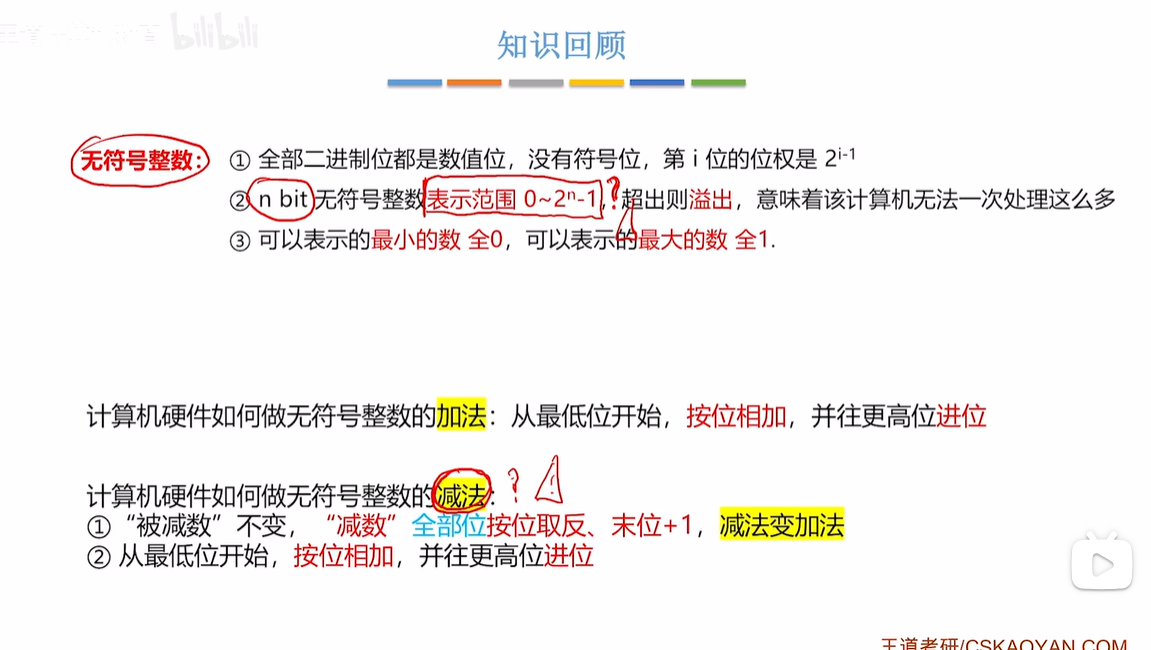 bilibili
知识回顾
无符号整数：
① 全部二进制位都是数值位，没有符号位，第 i 位的位权是 2^{i-1}
② n bit 无符号整数表示范围 0~2ⁿ-1，超出则溢出，意味着该计算机无法一次处理这么多
③ 可以表示的最小的数 全0，可以表示的最大的数 全1.
计算机硬件如何做无符号整数的加法：从最低位开始，按位相加，并往更高位进位
计算机硬件如何做无符号整数的减法：?
①“被减数”不变，“减数”全部位按位取反、末位+1，减法变加法
② 从最低位开始，按位相加，并往更高位进位
王道考研/CSKAOYAN.COM